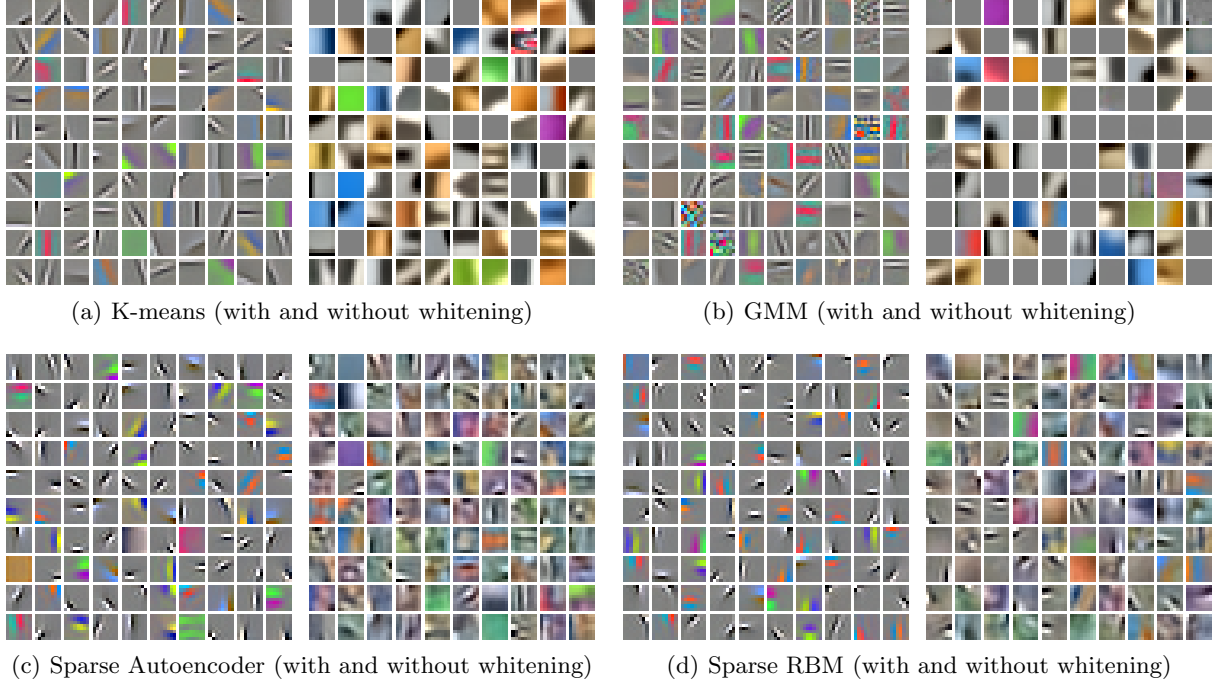 (a) K-means (with and without whitening)
(b) GMM (with and without whitening)
(c) Sparse Autoencoder (with and without whitening)
(d) Sparse RBM (with and without whitening)